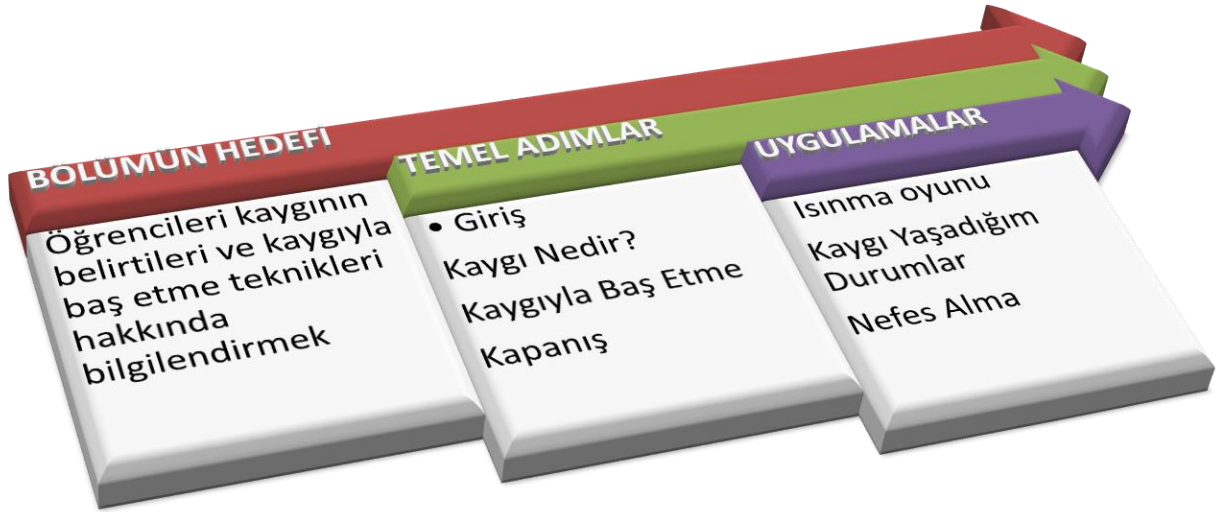 BÖLÜMÜN HEDEFİ
Öğrencileri kaygının
belirtileri ve kaygıyla
baş etme teknikleri
hakkında
bilgilendirmek
TEMEL ADIMLAR
• Giriş
Kaygı Nedir?
Kaygıyla Baş Etme
Kapanış
UYGULAMALAR
Isınma oyunu
Kaygı Yaşadığım
Durumlar
Nefes Alma